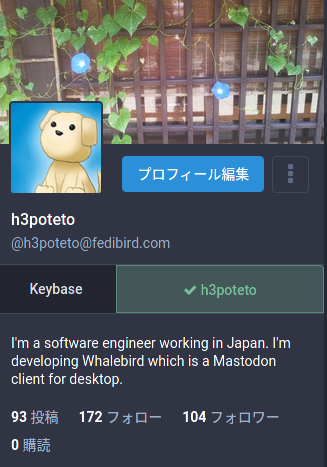 プロフィール編集
h3poteto
@h3poteto@fedibird.com
Keybase
✔ h3poteto
I'm a software engineer working in Japan. I'm
developing Whalebird which is a Mastodon
client for desktop.
93 投稿 172 フォロー 104 フォロワー
0 購読